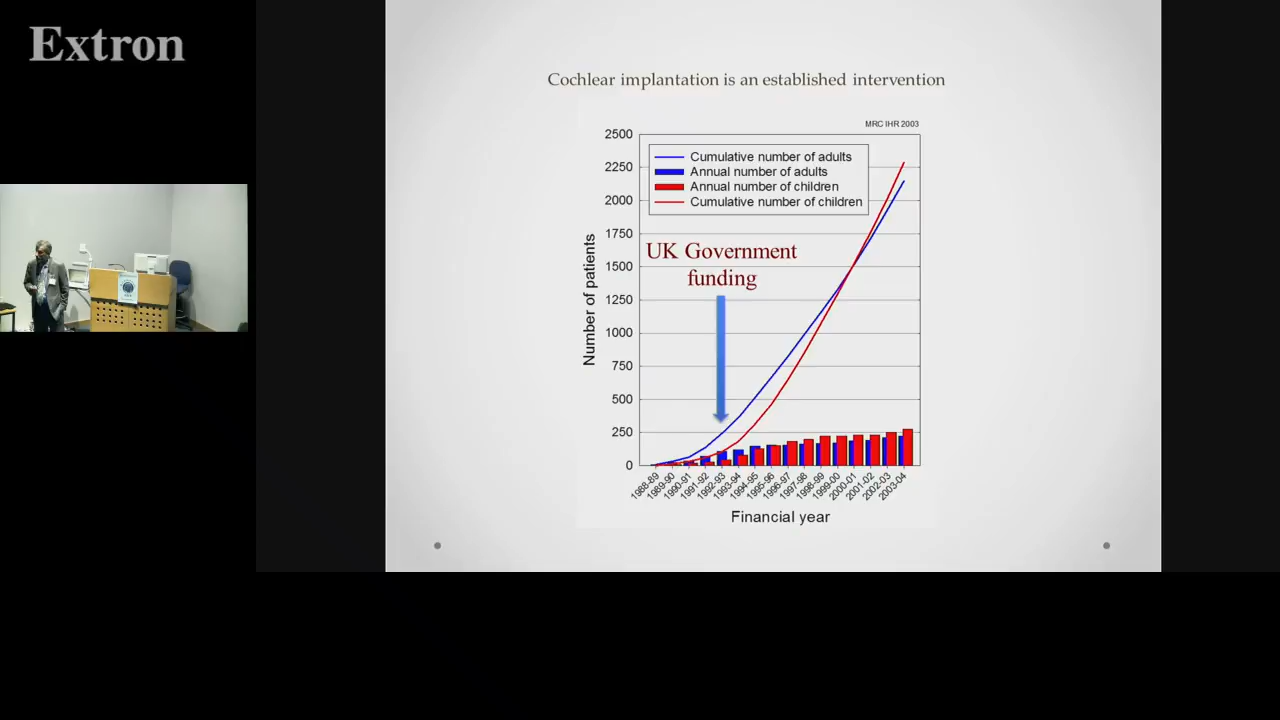 Extron
Cochlear implantation is an established intervention
MRC IHR 2003
2500
2250
2000
1750
1500
1250
1000
750
500
250
0
Number of patients
Cumulative number of adults
Annual number of adults
Annual number of children
Cumulative number of children
UK Government
funding
1988-89
1989-90
1990-91
1991-92
1992-93
1993-94
1994-95
1995-96
1996-97
1997-98
1998-99
1999-00
2000-01
2001-02
2002-03
2003-04
Financial year